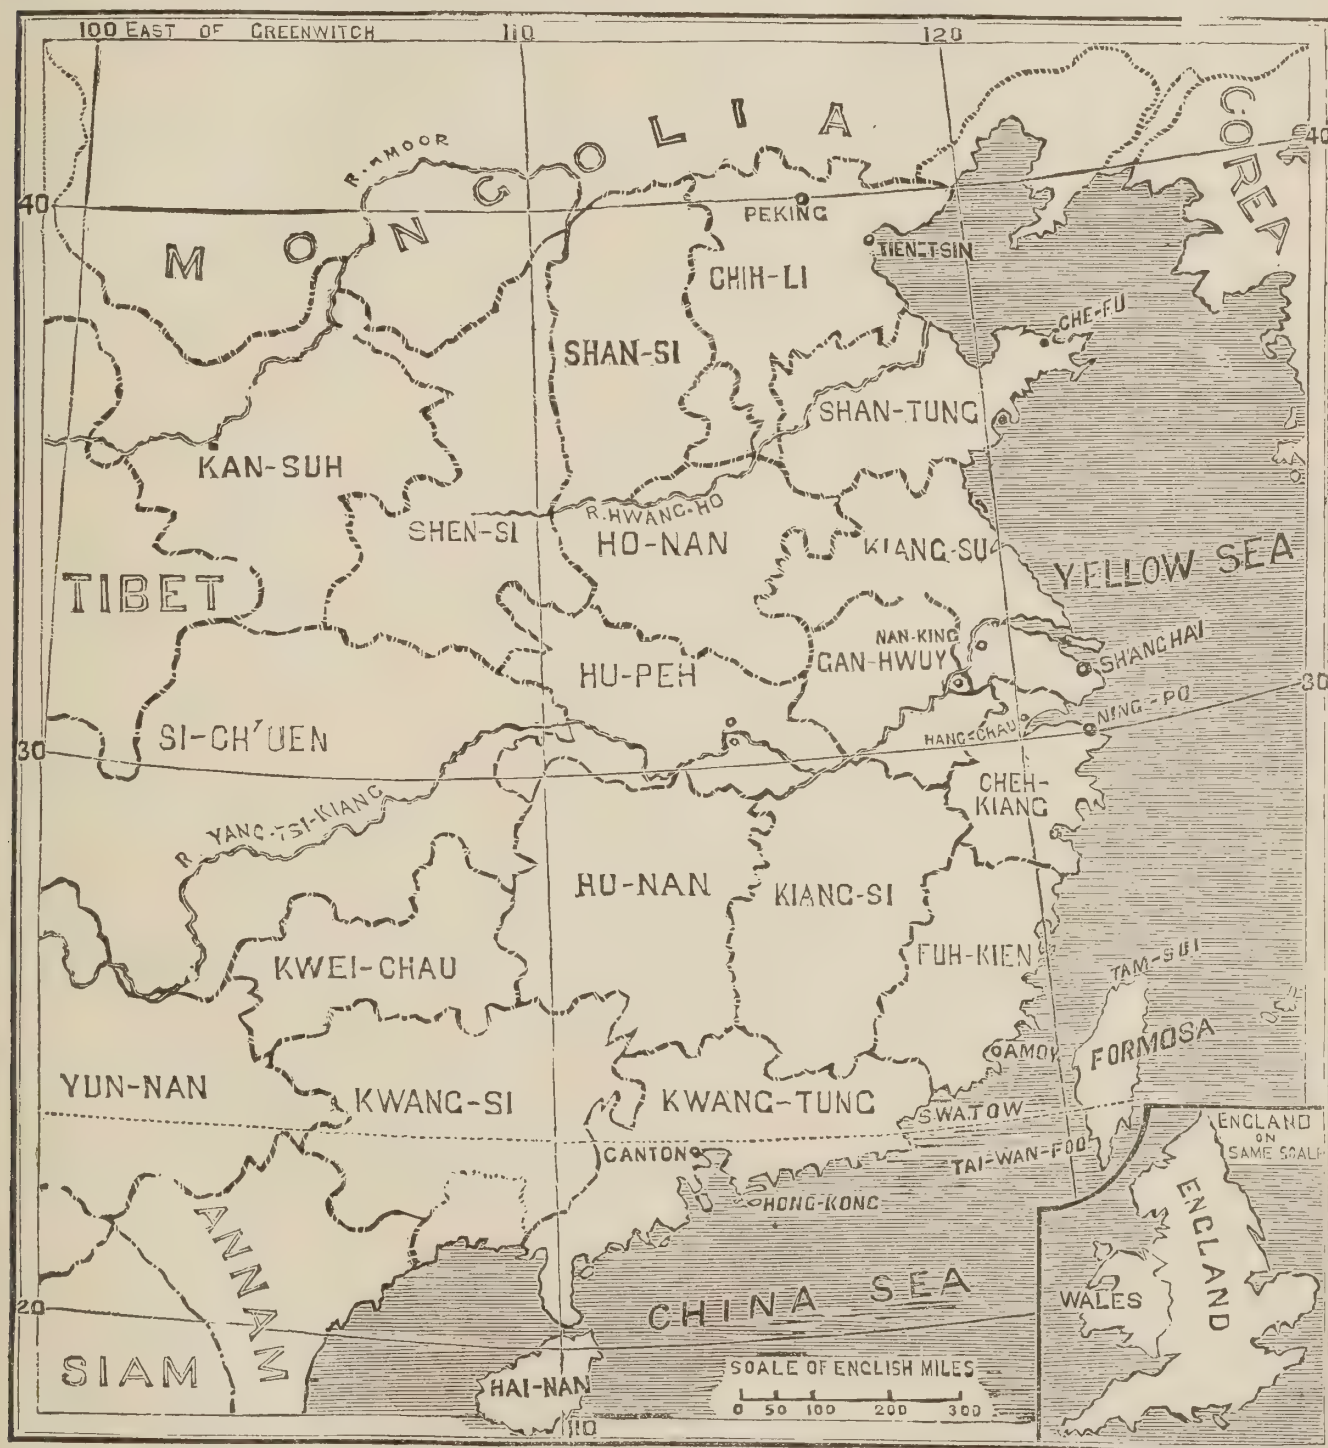 100 EAST OF GREENWITCH
110
120
COREA
40
MONGOLIA
R. AMOOR
40
PEKING
TIEN-TSIN
CHIH-LI
CHE-FU
SHAN-SI
SHAN-TUNG
KAN-SUH
R. HWANG-HO
SHEN-SI
HO-NAN
KIANG-SU
YELLOW SEA
TIBET
NAN-KING
GAN-HWUY
SHANGHAI
HU-PEH
30
NING-PO
SI-CH'UEN
HANG-CHAU
30
CHEH-
KIANG
R. YANG-TSI-KIANG
HU-NAN
KIANG-SI
FUH-KIEN
KWEI-CHAU
TAM-SUI
FORMOSA
AMOY
YUN-NAN
KWANG-SI
KWANG-TUNG
SWATOW
ENGLAND
ON
SAME SCALE
CANTON
TAI-WAN-FOO
HONG-KONG
ENGLAND
ANNAM
CHINA SEA
WALES
20
SIAM
SCALE OF ENGLISH MILES
HAI-NAN
0 50 100 200 300
110